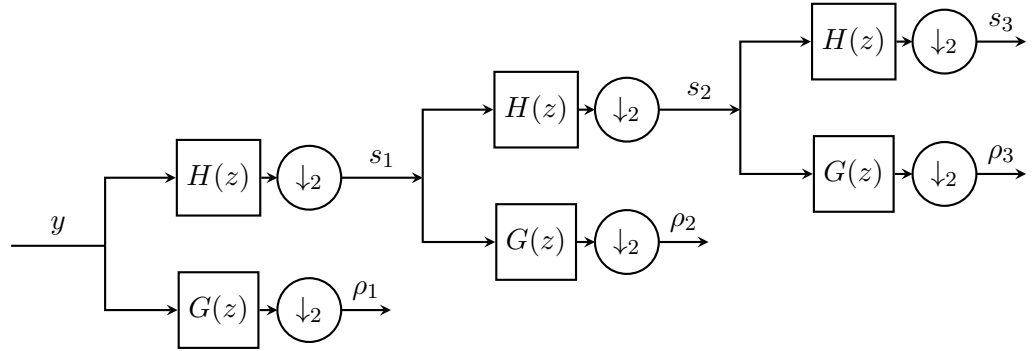 H(z) ↓₂ s₃
H(z) ↓₂ s₂
H(z) ↓₂ s₁
G(z) ↓₂ ρ₃
y
G(z) ↓₂ ρ₂
G(z) ↓₂ ρ₁